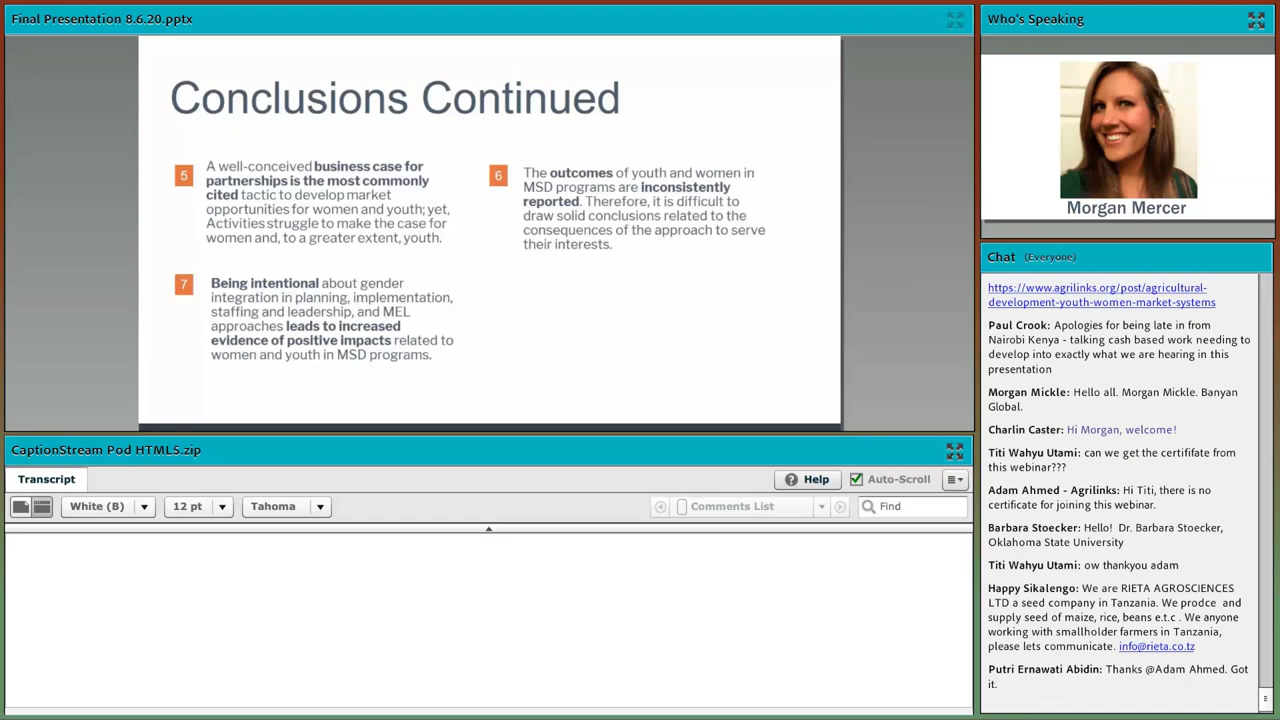 Final Presentation 8.6.20.pptx
Conclusions Continued
5
A well-conceived business case for
partnerships is the most commonly
cited tactic to develop market
opportunities for women and youth; yet,
Activities struggle to make the case for
women and, to a greater extent, youth.
6
The outcomes of youth and women in
MSD programs are inconsistently
reported. Therefore, it is difficult to
draw solid conclusions related to the
consequences of the approach to serve
their interests.
7
Being intentional about gender
integration in planning, implementation,
staffing and leadership, and MEL
approaches leads to increased
evidence of positive impacts related to
women and youth in MSD programs.
CaptionStream Pod HTML5.zip
Transcript
Help
Auto-Scroll
White (B)
12 pt
Tahoma
Comments List
Find
Who's Speaking
Morgan Mercer
Chat (Everyone)
https://www.agrilinks.org/post/agricultural-
development-youth-women-market-systems
Paul Crook: Apologies for being late in from
Nairobi Kenya - talking cash based work needing to
develop into exactly what we are hearing in this
presentation
Morgan Mickle: Hello all. Morgan Mickle. Banyan
Global.
Charlin Caster: Hi Morgan, welcome!
Titi Wahyu Utami: can we get the certififate from
this webinar???
Adam Ahmed - Agrilinks: Hi Titi, there is no
certificate for joining this webinar.
Barbara Stoecker: Hello! Dr. Barbara Stoecker,
Oklahoma State University
Titi Wahyu Utami: ow thankyou adam
Happy Sikalengo: We are RIETA AGROSCIENCES
LTD a seed company in Tanzania. We prodce and
supply seed of maize, rice, beans e.t.c . We anyone
working with smallholder farmers in Tanzania,
please lets communicate. info@rieta.co.tz
Putri Ernawati Abidin: Thanks @Adam Ahmed. Got
it.